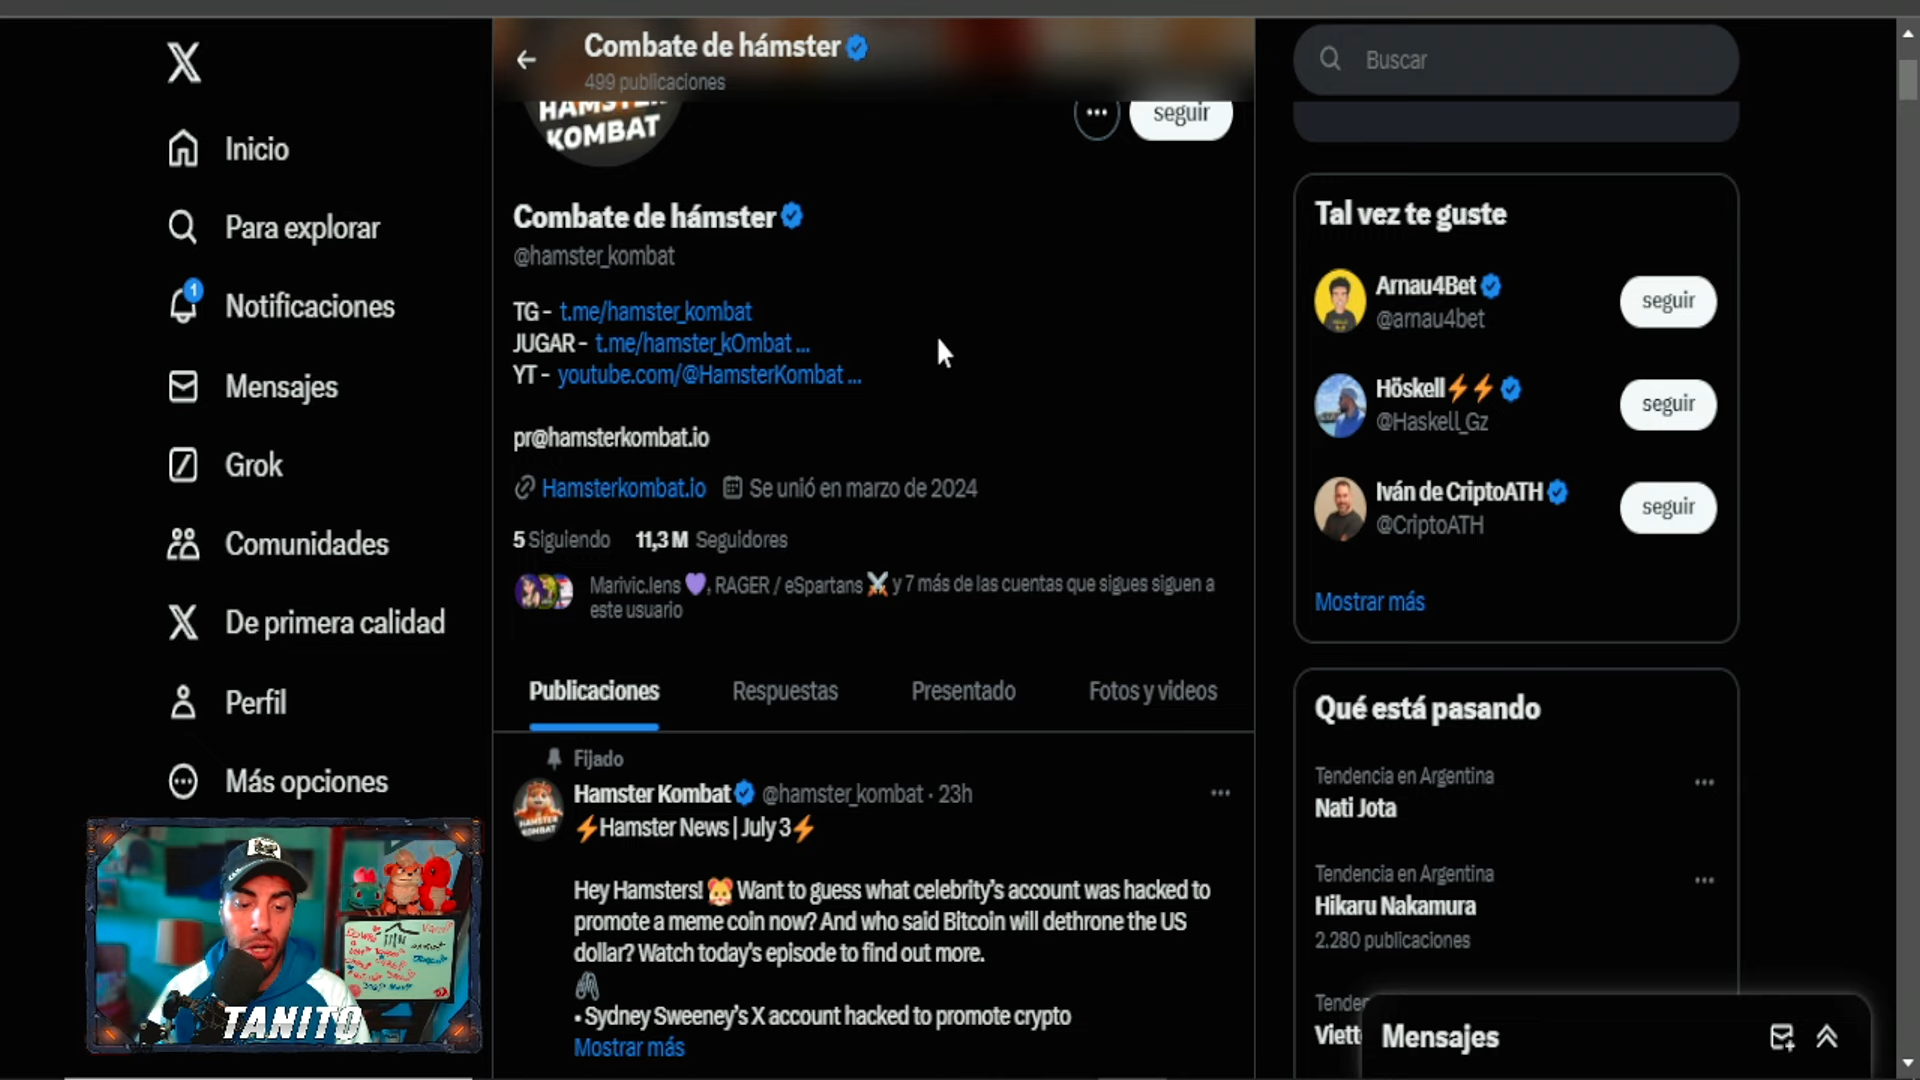 Inicio
Para explorar
1
Notificaciones
Mensajes
Grok
Comunidades
De primera calidad
Perfil
Más opciones
TANITO
Combate de hámster
499 publicaciones
HAMSTER
KOMBAT
seguir
Combate de hámster
@hamster_kombat
TG - t.me/hamster_kombat
JUGAR - t.me/hamster_kOmbat ...
YT - youtube.com/@HamsterKombat ...
pr@hamsterkombat.io
Hamsterkombat.io Se unió en marzo de 2024
5 Siguiendo 11,3 M Seguidores
Marivic.lens 💜, RAGER / eSpartans ⚔️ y 7 más de las cuentas que sigues siguen a
este usuario
Publicaciones Respuestas Presentado Fotos y videos
Fijado
Hamster Kombat @hamster_kombat · 23h
⚡Hamster News | July 3⚡
Hey Hamsters! 🐹 Want to guess what celebrity's account was hacked to
promote a meme coin now? And who said Bitcoin will dethrone the US
dollar? Watch today's episode to find out more.
• Sydney Sweeney's X account hacked to promote crypto
Mostrar más
Buscar
Tal vez te guste
Arnau4Bet
@arnau4bet
seguir
Höskell⚡⚡
@Haskell_Gz
seguir
Iván de CriptoATH
@CriptoATH
seguir
Mostrar más
Qué está pasando
Tendencia en Argentina
Nati Jota
Tendencia en Argentina
Hikaru Nakamura
2.280 publicaciones
Mensajes